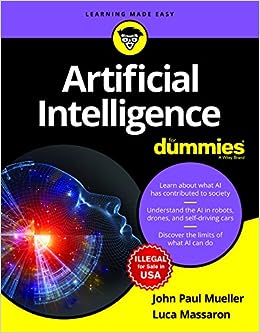 LEARNING MADE EASY
Artificial
Intelligence
for
dummies
A Wiley Brand
Learn about what AI
has contributed to society
Understand the AI in robots,
drones, and self-driving cars
Discover the limits of
what AI can do
ILLEGAL
for Sale in
USA
John Paul Mueller
Luca Massaron